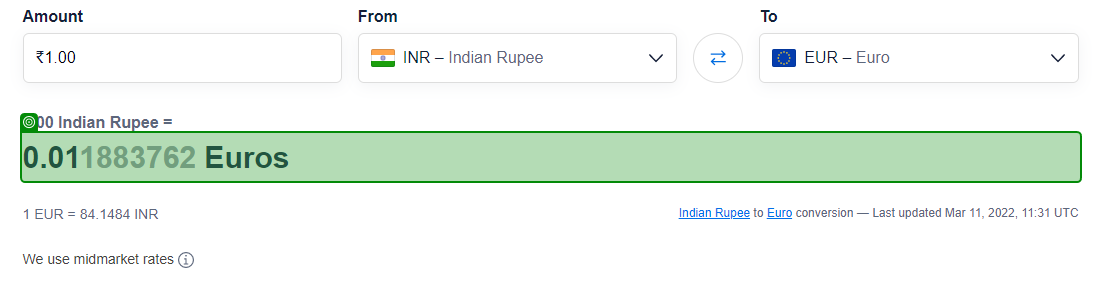 Amount From To
₹1.00 INR – Indian Rupee EUR – Euro
00 Indian Rupee =
0.011883762 Euros
1 EUR = 84.1484 INR Indian Rupee to Euro conversion — Last updated Mar 11, 2022, 11:31 UTC
We use midmarket rates